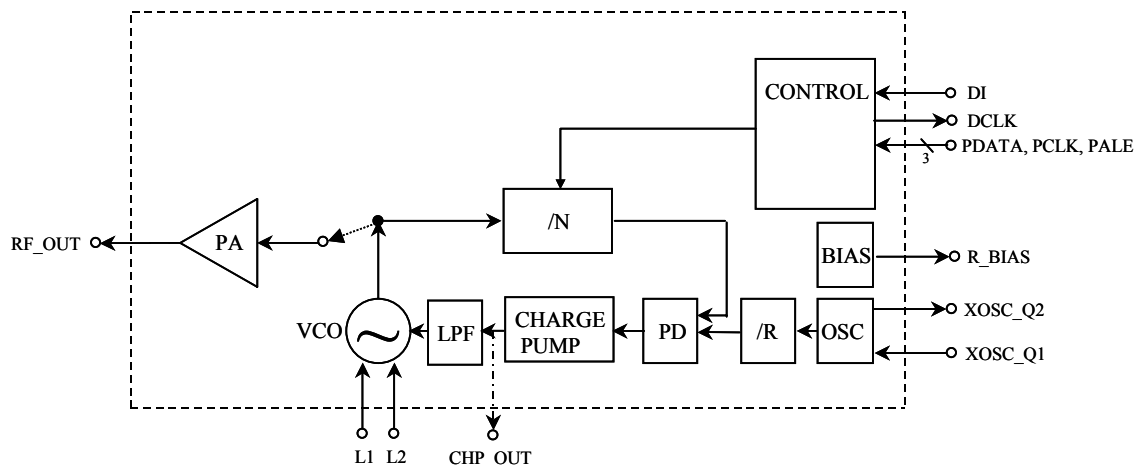 CONTROL
DI
DCLK
PDATA, PCLK, PALE
3
/N
RF_OUT
PA
BIAS
R_BIAS
XOSC_Q2
VCO
LPF
CHARGE
PUMP
PD
/R
OSC
XOSC_Q1
L1
L2
CHP_OUT